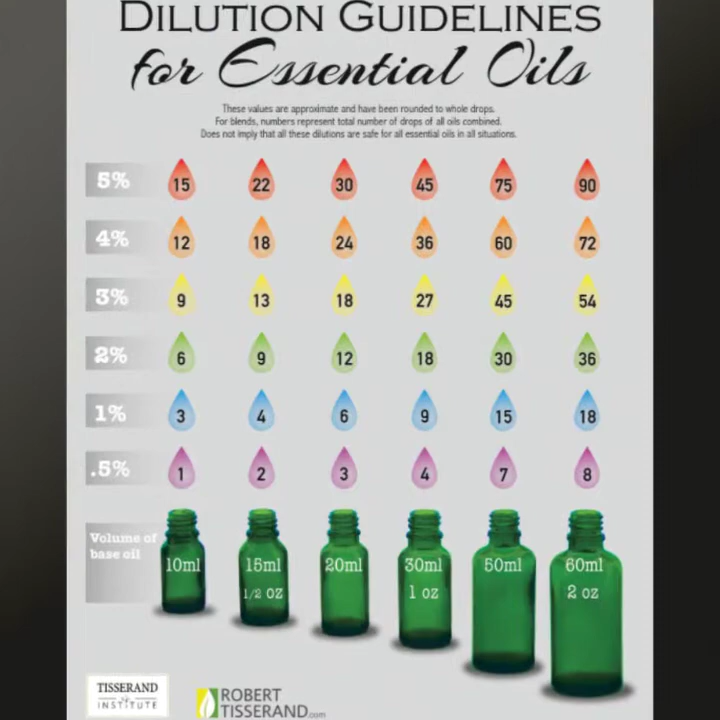 DILUTION GUIDELINES
for Essential Oils
These values are approximate and have been rounded to whole drops.
For blends, numbers represent total number of drops of all oils combined.
Does not imply that all these dilutions are safe for all essential oils in all situations.
5% 15 22 30 45 75 90
4% 12 18 24 36 60 72
3% 9 13 18 27 45 54
2% 6 9 12 18 30 36
1% 3 4 6 9 15 18
.5% 1 2 3 4 7 8
Volume of
base oil
10ml 15ml 20ml 30ml 50ml 60ml
1/2 oz 1 oz 2 oz
TISSERAND
INSTITUTE
ROBERT
TISSERAND.com